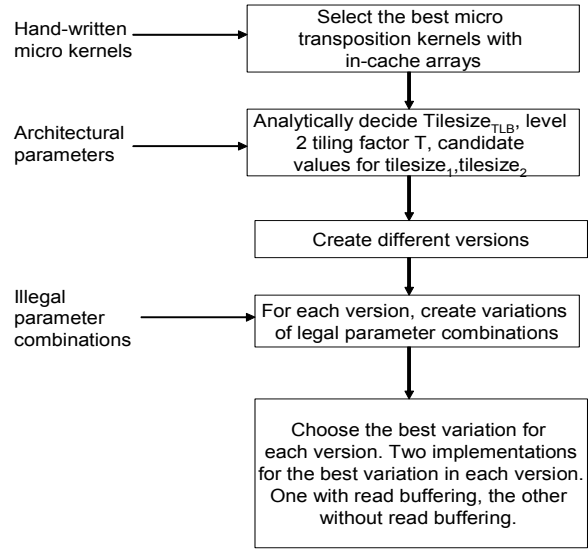 Hand-written
micro kernels
Select the best micro
transposition kernels with
in-cache arrays
Architectural
parameters
Analytically decide Tilesize_TLB, level
2 tiling factor T, candidate
values for tilesize_1,tilesize_2
Create different versions
Illegal
parameter
combinations
For each version, create variations
of legal parameter combinations
Choose the best variation for
each version. Two implementations
for the best variation in each version.
One with read buffering, the other
without read buffering.